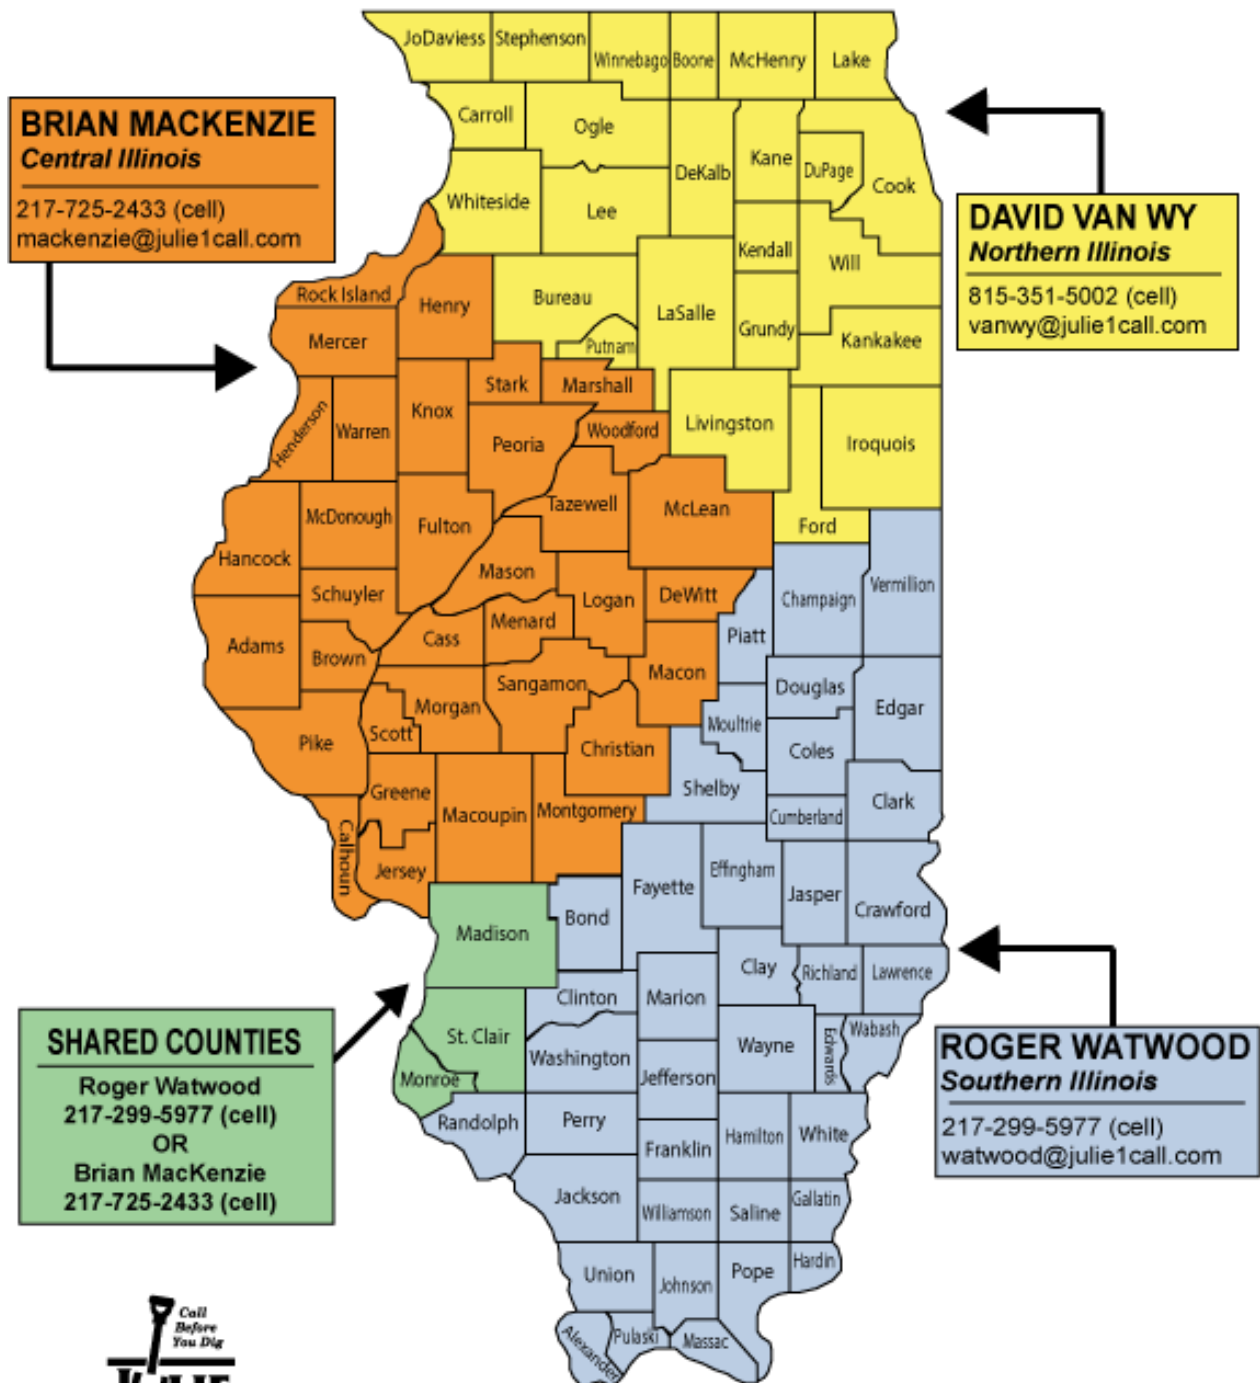 JoDaviess
Stephenson
Winnebago
Boone
McHenry
Lake
Carroll
Ogle
DeKalb
Kane
DuPage
Cook
Whiteside
Lee
Kendall
Will
BRIAN MACKENZIE
Central Illinois
217-725-2433 (cell)
mackenzie@julie1call.com
DAVID VAN WY
Northern Illinois
815-351-5002 (cell)
vanwy@julie1call.com
Rock Island
Henry
Bureau
LaSalle
Grundy
Kankakee
Mercer
Putnam
Stark
Marshall
Henderson
Warren
Knox
Peoria
Woodford
Livingston
Iroquois
McDonough
Fulton
Tazewell
McLean
Ford
Hancock
Schuyler
Mason
Logan
DeWitt
Champaign
Vermillion
Adams
Brown
Cass
Menard
Piatt
Macon
Sangamon
Douglas
Edgar
Pike
Scott
Morgan
Christian
Moultrie
Coles
Greene
Macoupin
Montgomery
Shelby
Cumberland
Clark
Calhoun
Jersey
Fayette
Effingham
Jasper
Crawford
Madison
Bond
Clay
Richland
Lawrence
Clinton
Marion
St. Clair
Washington
Wayne
Edwards
Wabash
Monroe
Jefferson
Randolph
Perry
Franklin
Hamilton
White
Jackson
Williamson
Saline
Gallatin
Union
Johnson
Pope
Hardin
Alexander
Pulaski
Massac
SHARED COUNTIES
Roger Watwood
217-299-5977 (cell)
OR
Brian MacKenzie
217-725-2433 (cell)
ROGER WATWOOD
Southern Illinois
217-299-5977 (cell)
watwood@julie1call.com
Call
Before
You Dig
JULIE